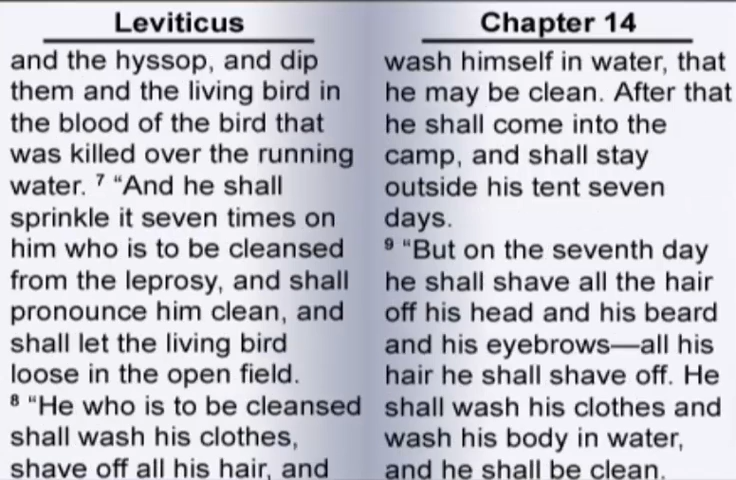 Leviticus
and the hyssop, and dip
them and the living bird in
the blood of the bird that
was killed over the running
water. ⁷ “And he shall
sprinkle it seven times on
him who is to be cleansed
from the leprosy, and shall
pronounce him clean, and
shall let the living bird
loose in the open field.
⁸ “He who is to be cleansed
shall wash his clothes,
shave off all his hair, and
Chapter 14
wash himself in water, that
he may be clean. After that
he shall come into the
camp, and shall stay
outside his tent seven
days.
⁹ “But on the seventh day
he shall shave all the hair
off his head and his beard
and his eyebrows—all his
hair he shall shave off. He
shall wash his clothes and
wash his body in water,
and he shall be clean.